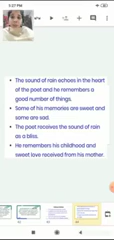 • The sound of rain echoes in the heart
of the poet and he remembers a
good number of things.
• Some of his memories are sweet and
some are sad.
• The poet receives the sound of rain
as a bliss.
• He remembers his childhood and
sweet love received from his mother.